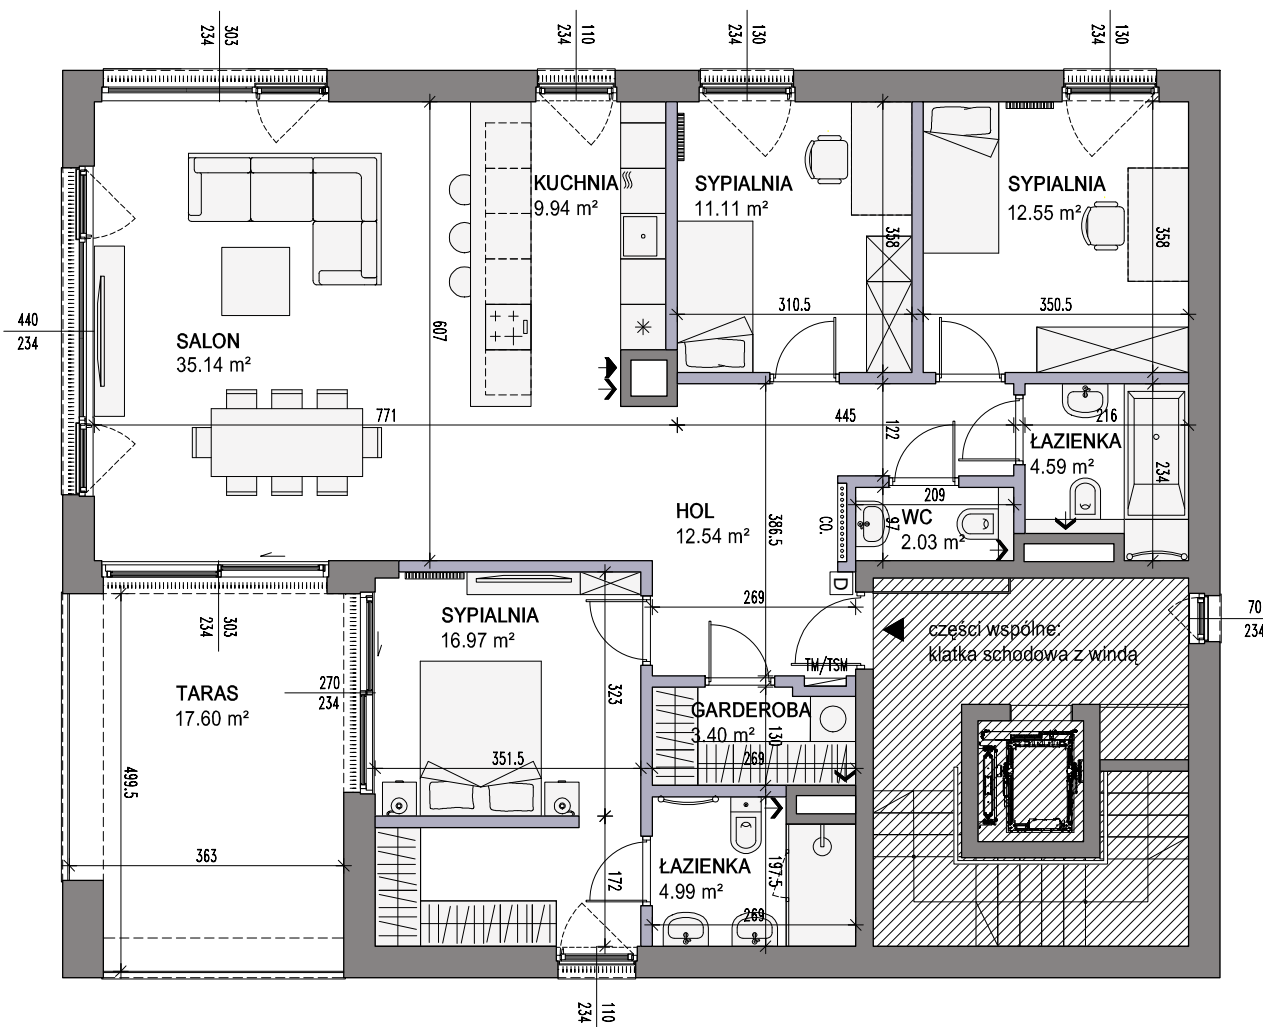 303
234
110
234
130
234
130
234
KUCHNIA
9.94 m²
SYPIALNIA
11.11 m²
SYPIALNIA
12.55 m²
358
358
310.5
350.5
440
234
SALON
35.14 m²
607
771
445
122
216
ŁAZIENKA
4.59 m²
234
HOL
12.54 m²
386.5
CO.
209
97
WC
2.03 m²
D
303
234
SYPIALNIA
16.97 m²
269
części wspólne:
klatka schodowa z windą
70
234
TM/TSM
TARAS
17.60 m²
270
234
323
GARDEROBA
3.40 m²
130
351.5
269
499.5
363
172
ŁAZIENKA
4.99 m²
197.5
269
110
234